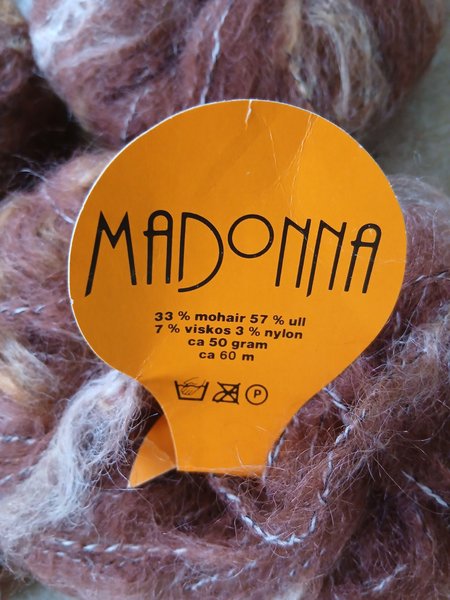 MADONNA
33 % mohair 57 % ull
7 % viskos 3 % nylon
ca 50 gram
ca 60 m
P